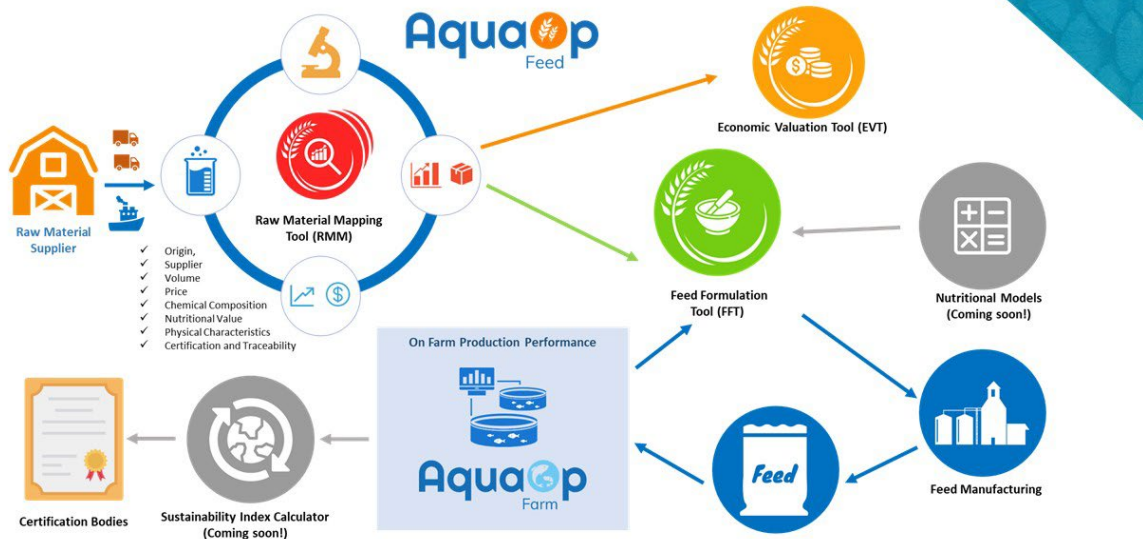 AquaOp
Feed
Economic Valuation Tool (EVT)
Raw Material
Supplier
Raw Material Mapping
Tool (RMM)
✓ Origin,
✓ Supplier
✓ Volume
✓ Price
✓ Chemical Composition
✓ Nutritional Value
✓ Physical Characteristics
✓ Certification and Traceability
Feed Formulation
Tool (FFT)
Nutritional Models
(Coming soon!)
On Farm Production Performance
AquaOp
Farm
Feed
Feed Manufacturing
Certification Bodies
Sustainability Index Calculator
(Coming soon!)